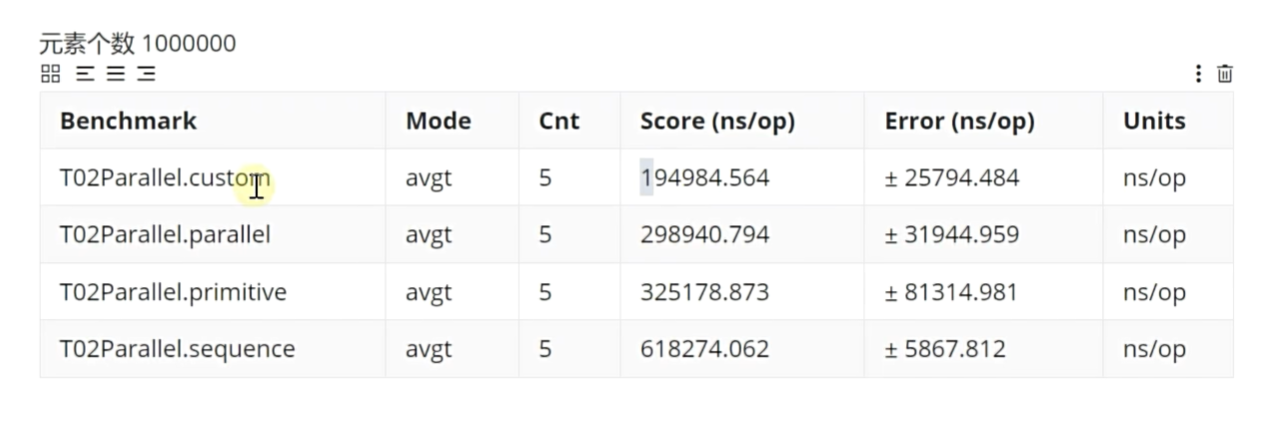 元素个数 1000000
Benchmark Mode Cnt Score (ns/op) Error (ns/op) Units
T02Parallel.custom avgt 5 194984.564 ± 25794.484 ns/op
T02Parallel.parallel avgt 5 298940.794 ± 31944.959 ns/op
T02Parallel.primitive avgt 5 325178.873 ± 81314.981 ns/op
T02Parallel.sequence avgt 5 618274.062 ± 5867.812 ns/op